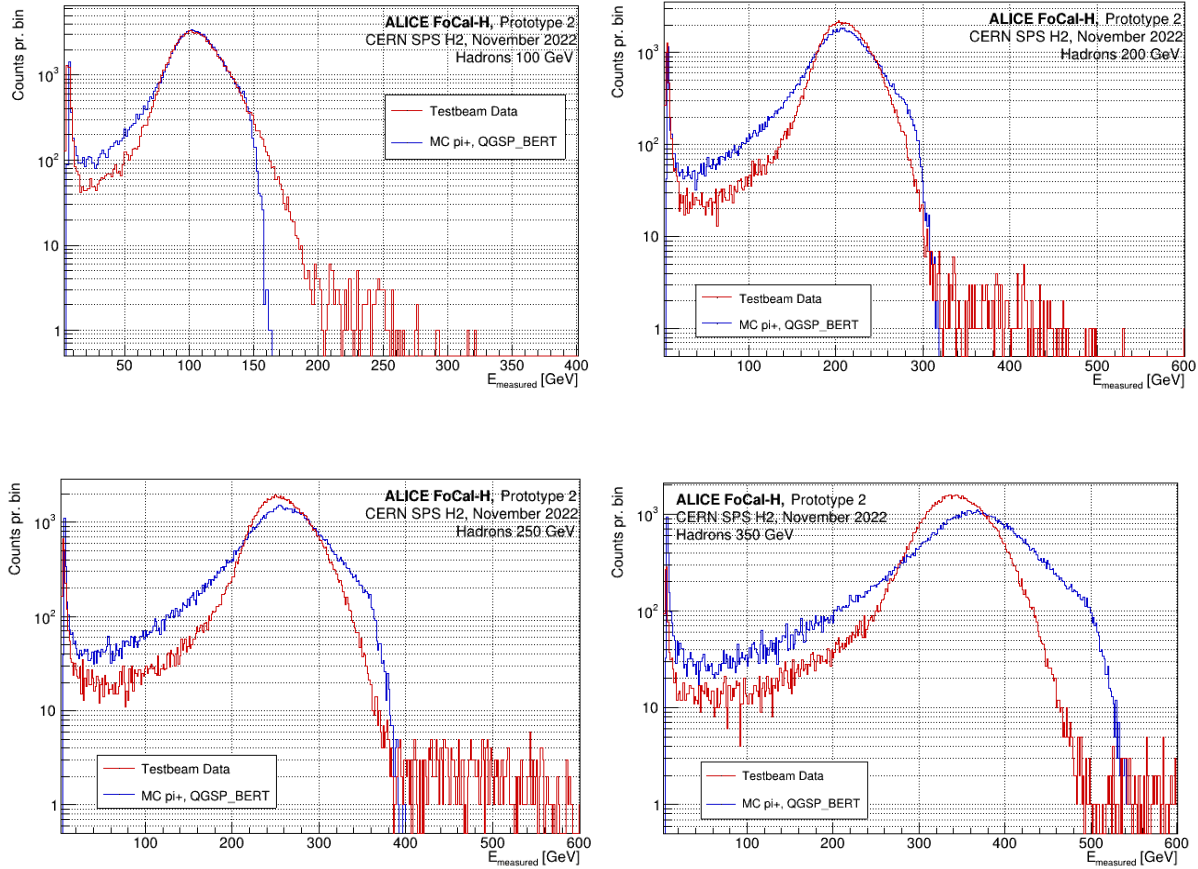 Counts pr. bin
ALICE FoCal-H, Prototype 2
CERN SPS H2, November 2022
Hadrons 100 GeV
Testbeam Data
MC pi+, QGSP_BERT
10³
10²
10
1
50 100 150 200 250 300 350 400
E_measured [GeV]
Counts pr. bin
ALICE FoCal-H, Prototype 2
CERN SPS H2, November 2022
Hadrons 200 GeV
10³
10²
10
1
Testbeam Data
MC pi+, QGSP_BERT
100 200 300 400 500 600
E_measured [GeV]
Counts pr. bin
ALICE FoCal-H, Prototype 2
CERN SPS H2, November 2022
Hadrons 250 GeV
10³
10²
10
1
Testbeam Data
MC pi+, QGSP_BERT
100 200 300 400 500 600
E_measured [GeV]
Counts pr. bin
ALICE FoCal-H, Prototype 2
CERN SPS H2, November 2022
Hadrons 350 GeV
10³
10²
10
1
Testbeam Data
MC pi+, QGSP_BERT
100 200 300 400 500 600
E_measured [GeV]